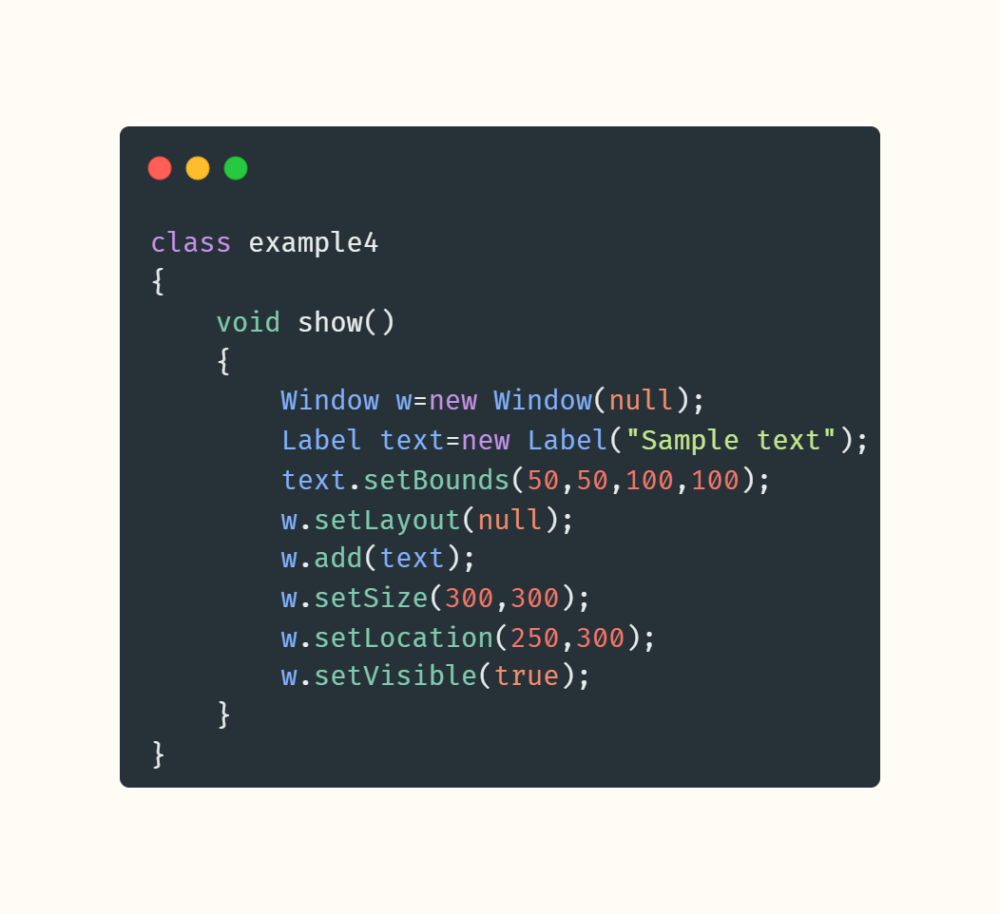 class example4
{
    void show()
    {
        Window w=new Window(null);
        Label text=new Label("Sample text");
        text.setBounds(50,50,100,100);
        w.setLayout(null);
        w.add(text);
        w.setSize(300,300);
        w.setLocation(250,300);
        w.setVisible(true);
    }
}